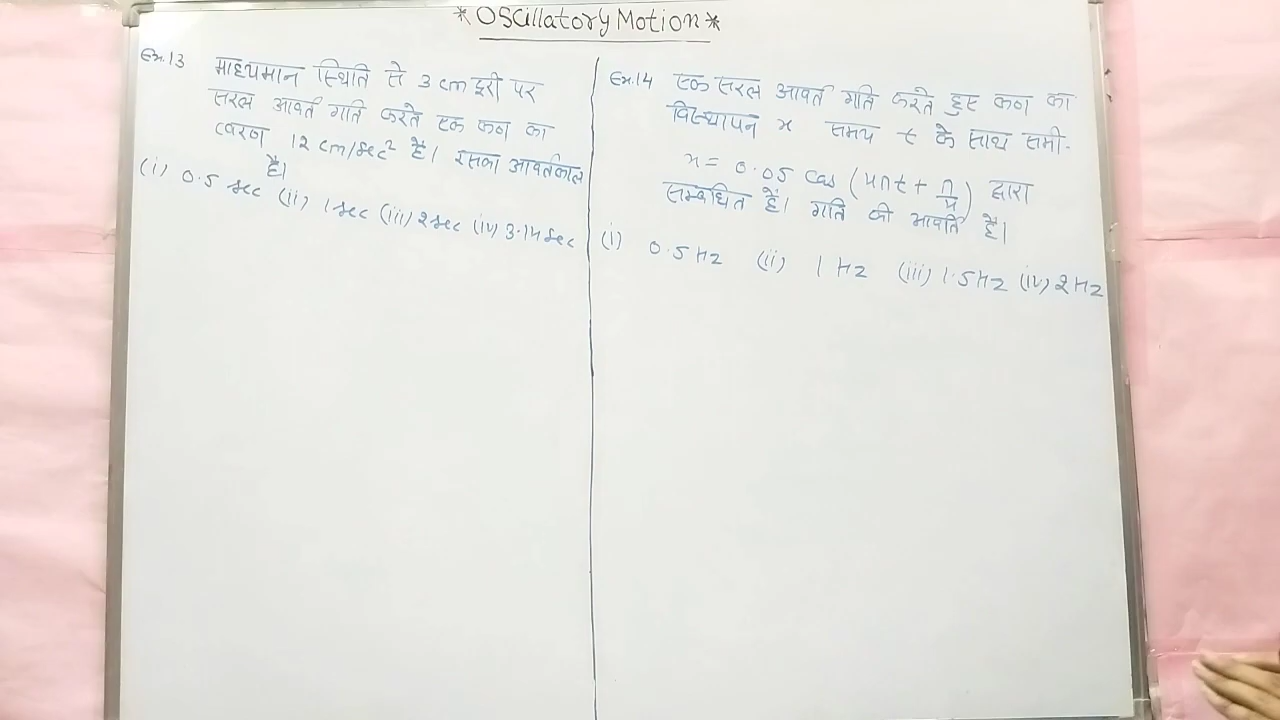 *Oscillatory Motion*
Ex.13 माध्यमान स्थिति से 3 cm दूरी पर
सरल आवर्त गति करते एक कण का
त्वरण 12 cm/sec² है। इसका आवर्तकाल
है।
(i) 0.5 sec (ii) 1 sec (iii) 2 sec (iv) 3.14 sec
Ex.14 एक सरल आवर्त गति करते हुए कण का
विस्थापन x समय t के साथ समी-
x = 0.05 cos (4πt + π/4) द्वारा
सम्बंधित है। गति की आवर्ति है।
(i) 0.5 Hz (ii) 1 Hz (iii) 1.5 Hz (iv) 2 Hz